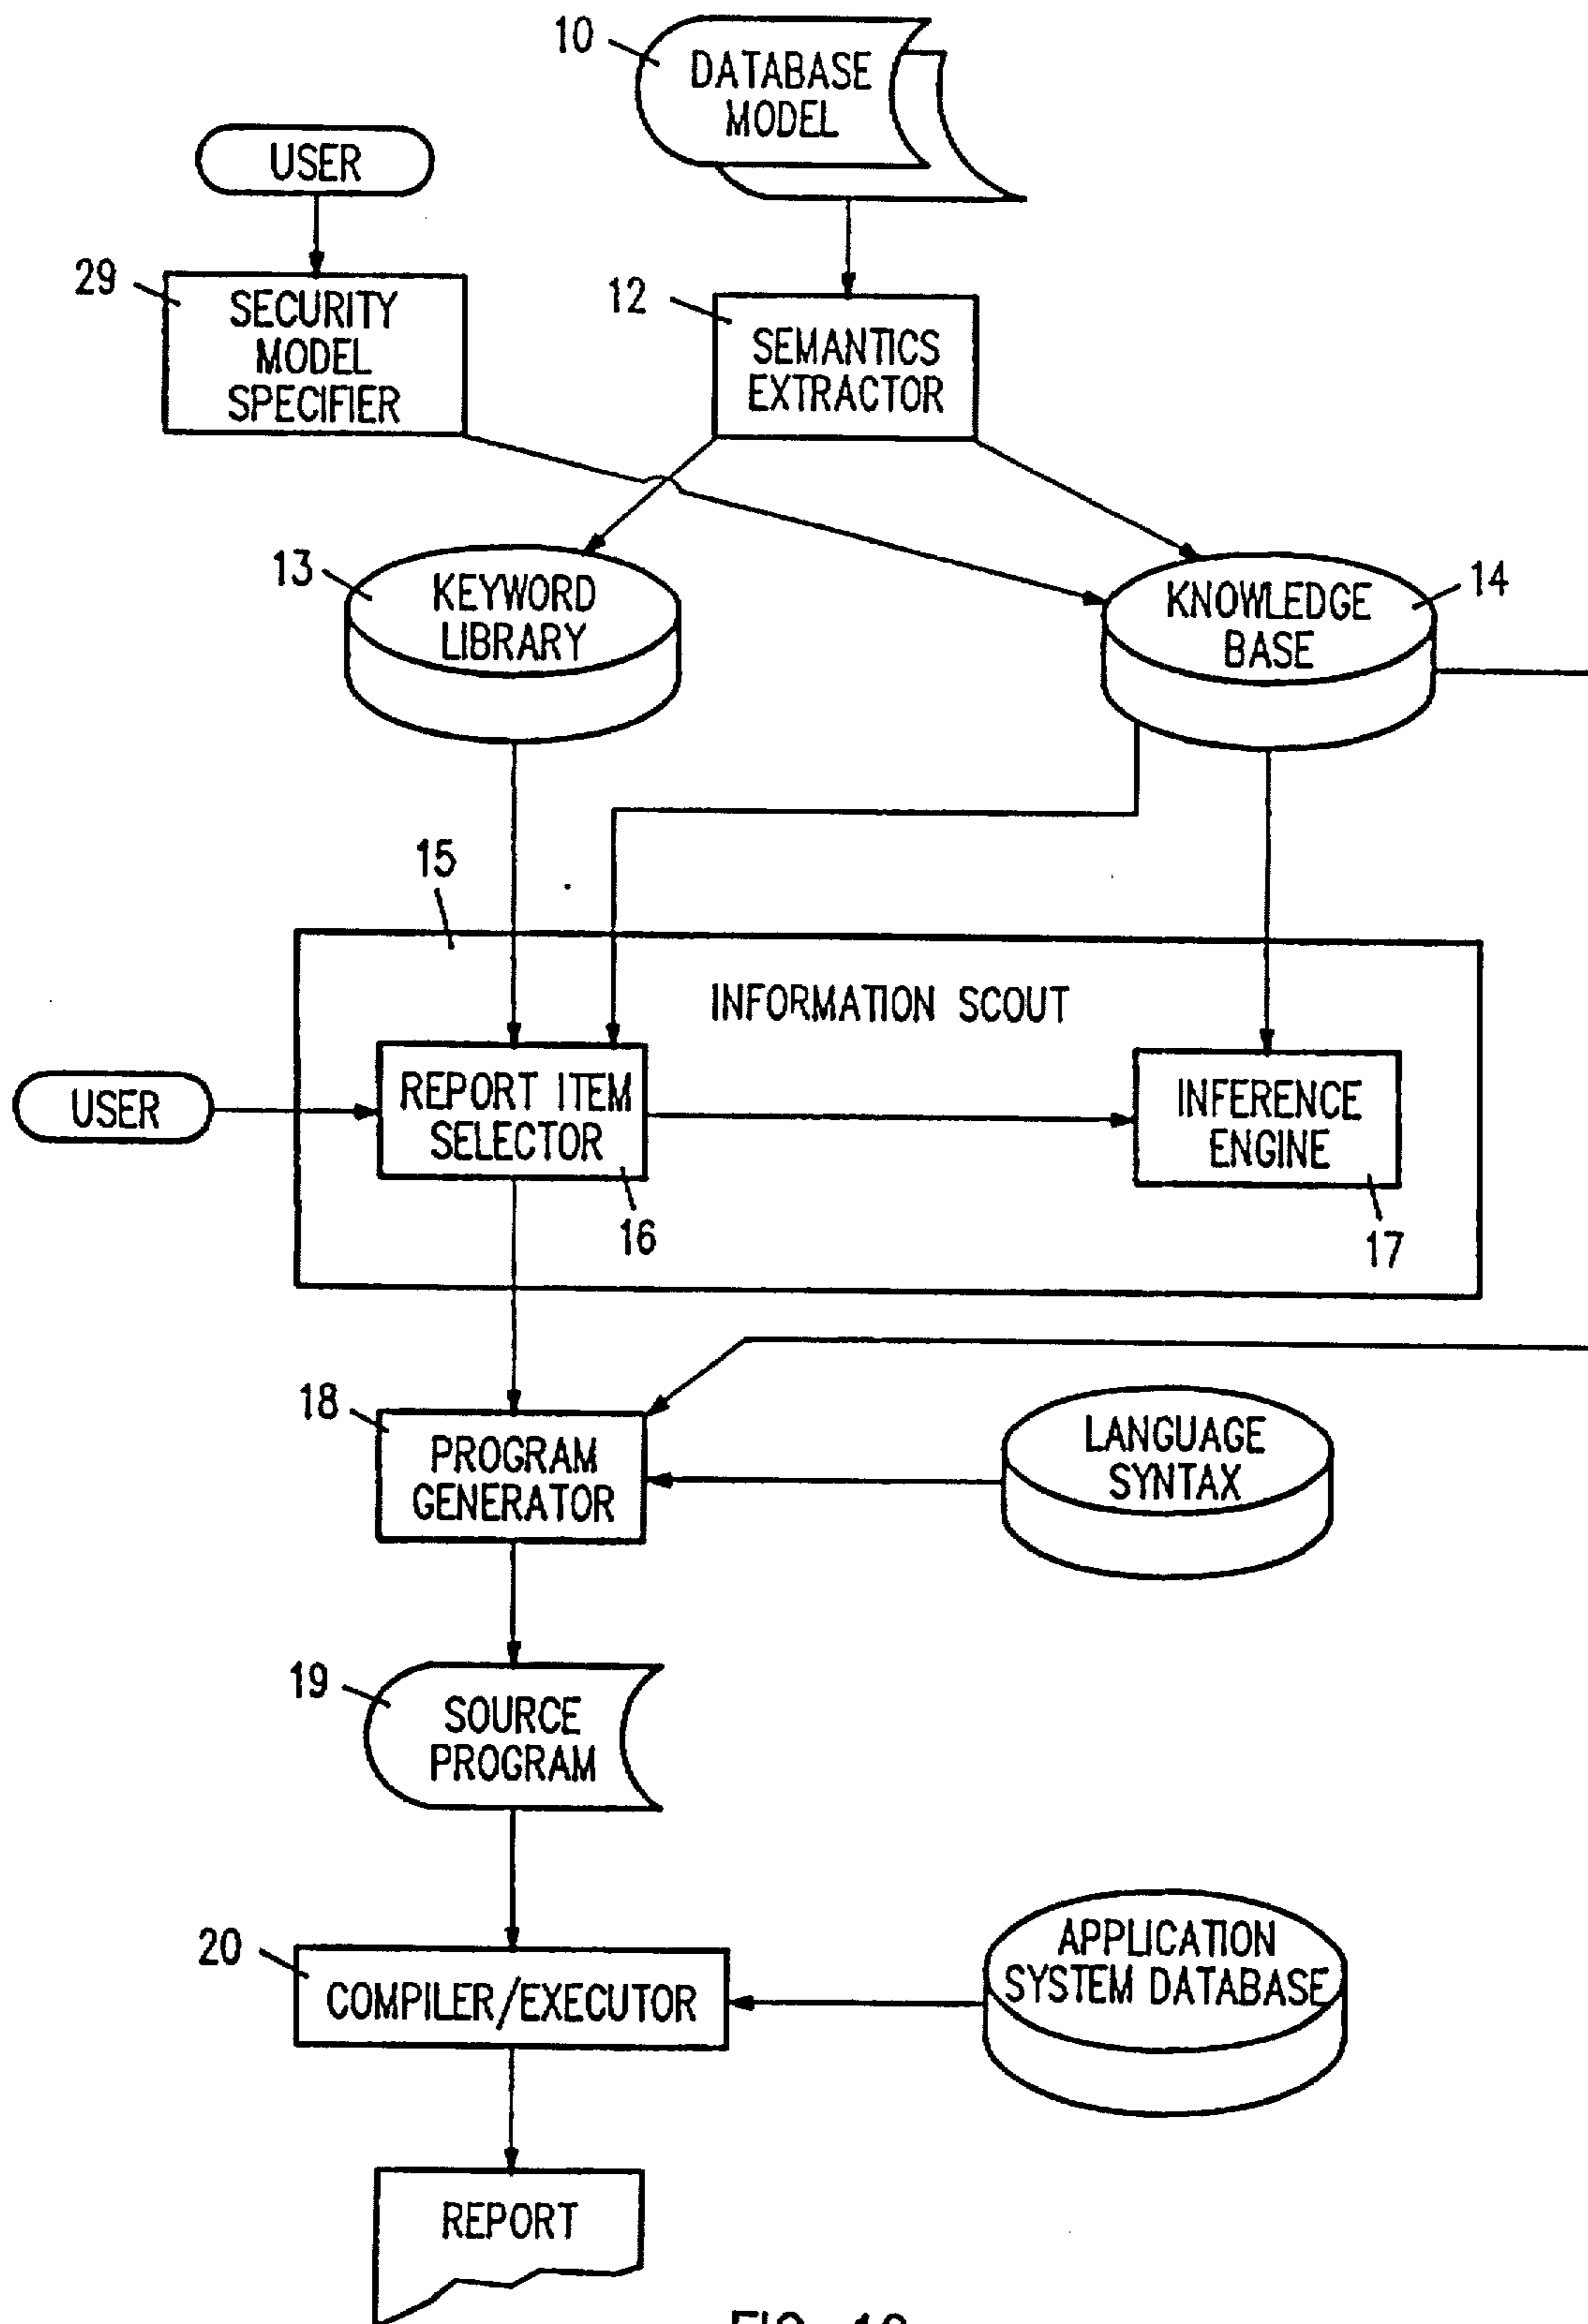 10
DATABASE
MODEL
USER
29
SECURITY
MODEL
SPECIFIER
12
SEMANTICS
EXTRACTOR
13
KEYWORD
LIBRARY
KNOWLEDGE
BASE
14
15
INFORMATION SCOUT
USER
REPORT ITEM
SELECTOR
16
INFERENCE
ENGINE
17
18
PROGRAM
GENERATOR
LANGUAGE
SYNTAX
19
SOURCE
PROGRAM
20
COMPILER/EXECUTOR
APPLICATION
SYSTEM DATABASE
REPORT